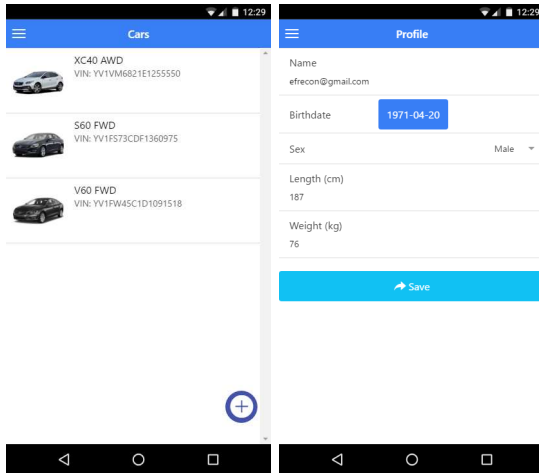 12:29
Cars
XC40 AWD
VIN: YV1VM6821E1255550
S60 FWD
VIN: YV1FS73CDF1360975
V60 FWD
VIN: YV1FW45C1D1091518
12:29
Profile
Name
efrecon@gmail.com
Birthdate
1971-04-20
Sex
Male
Length (cm)
187
Weight (kg)
76
Save